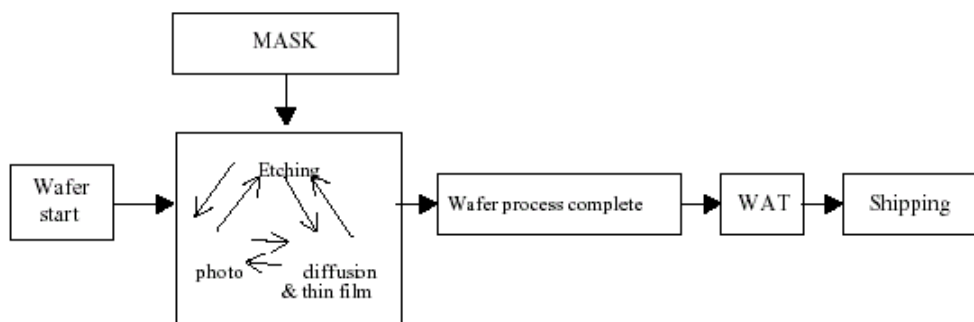 MASK
Wafer
start
Etching
photo
diffusion
& thin film
Wafer process complete
WAT
Shipping